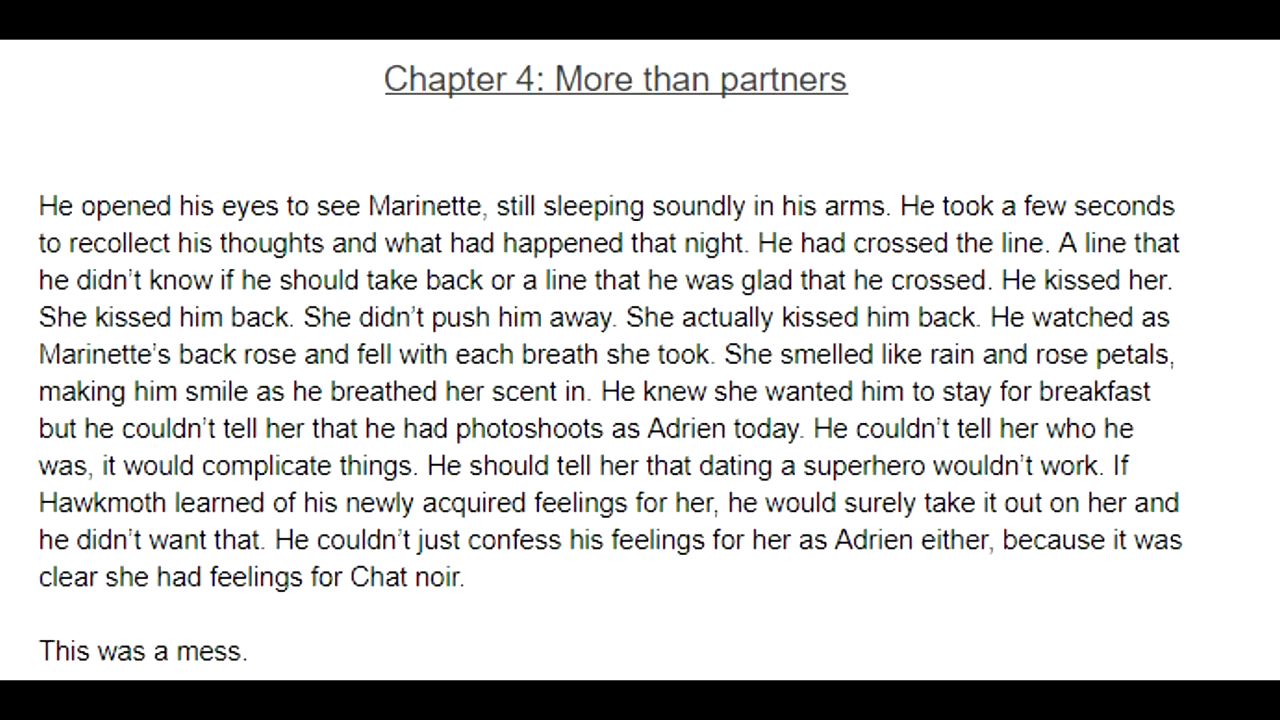 Chapter 4: More than partners
He opened his eyes to see Marinette, still sleeping soundly in his arms. He took a few seconds
to recollect his thoughts and what had happened that night. He had crossed the line. A line that
he didn’t know if he should take back or a line that he was glad that he crossed. He kissed her.
She kissed him back. She didn’t push him away. She actually kissed him back. He watched as
Marinette’s back rose and fell with each breath she took. She smelled like rain and rose petals,
making him smile as he breathed her scent in. He knew she wanted him to stay for breakfast
but he couldn’t tell her that he had photoshoots as Adrien today. He couldn’t tell her who he
was, it would complicate things. He should tell her that dating a superhero wouldn’t work. If
Hawkmoth learned of his newly acquired feelings for her, he would surely take it out on her and
he didn’t want that. He couldn’t just confess his feelings for her as Adrien either, because it was
clear she had feelings for Chat noir.
This was a mess.